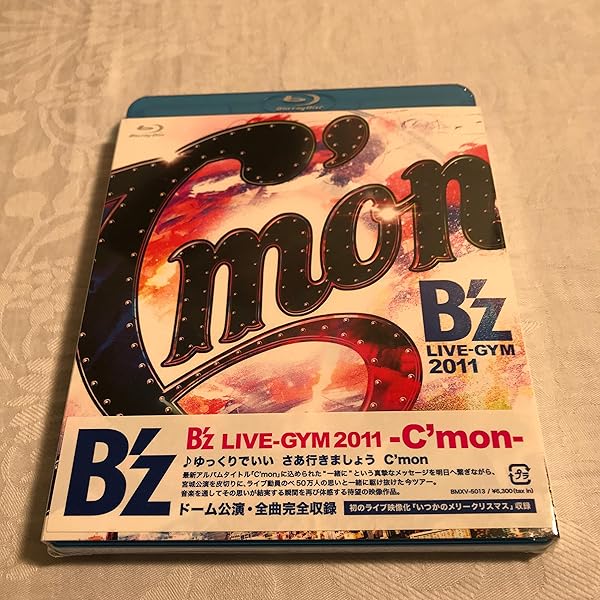 Blu-ray Disc
Blu-ray Disc
C'mon
B'z
LIVE-GYM
2011
B'z
B'z LIVE-GYM 2011 -C'mon-
♪ゆっくりでいい さあ行きましょう C'mon
最新アルバムタイトル「C'mon」に込められた"一緒に"という真摯なメッセージを明日へ繋ぎながら、
宮城公演を皮切りに、ライブ動員のべ50万人の思いと一緒に駆け抜けた今ツアー。
音楽を通してその思いが結実する瞬間を再び体感する待望の映像作品。
BMXV-5013 / ¥6,300(tax in)
プラ
ドーム公演・全曲完全収録
初のライブ映像化「いつかのメリークリスマス」収録